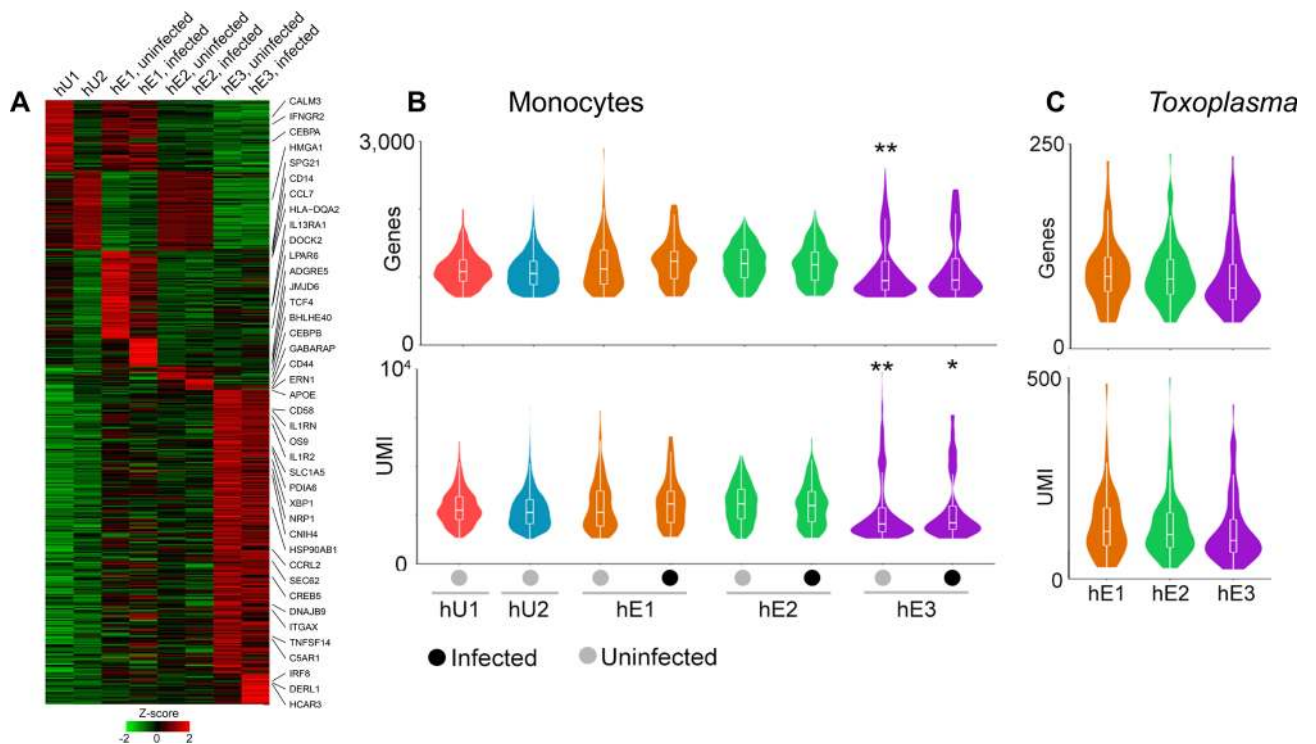 A
hU1
hU2
hE1, uninfected
hE1, infected
hE2, uninfected
hE2, infected
hE3, uninfected
hE3, infected
CALM3
IFNGR2
CEBPA
HMGA1
SPG21
CD14
CCL7
HLA-DQA2
IL13RA1
DOCK2
LPAR6
ADGRE5
JMJD6
TCF4
BHLHE40
CEBPB
GABARAP
CD44
ERN1
APOE
CD58
IL1RN
OS9
IL1R2
SLC1A5
PDIA6
XBP1
NRP1
CNIH4
HSP90AB1
CCRL2
SEC62
CREB5
DNAJB9
ITGAX
TNFSF14
C5AR1
IRF8
DERL1
HCAR3
Z-score
-2 0 2
B Monocytes
3,000
Genes
0
**
10⁴
UMI
0
** *
hU1 hU2 hE1 hE2 hE3
Infected Uninfected
C Toxoplasma
250
Genes
0
500
UMI
0
hE1 hE2 hE3